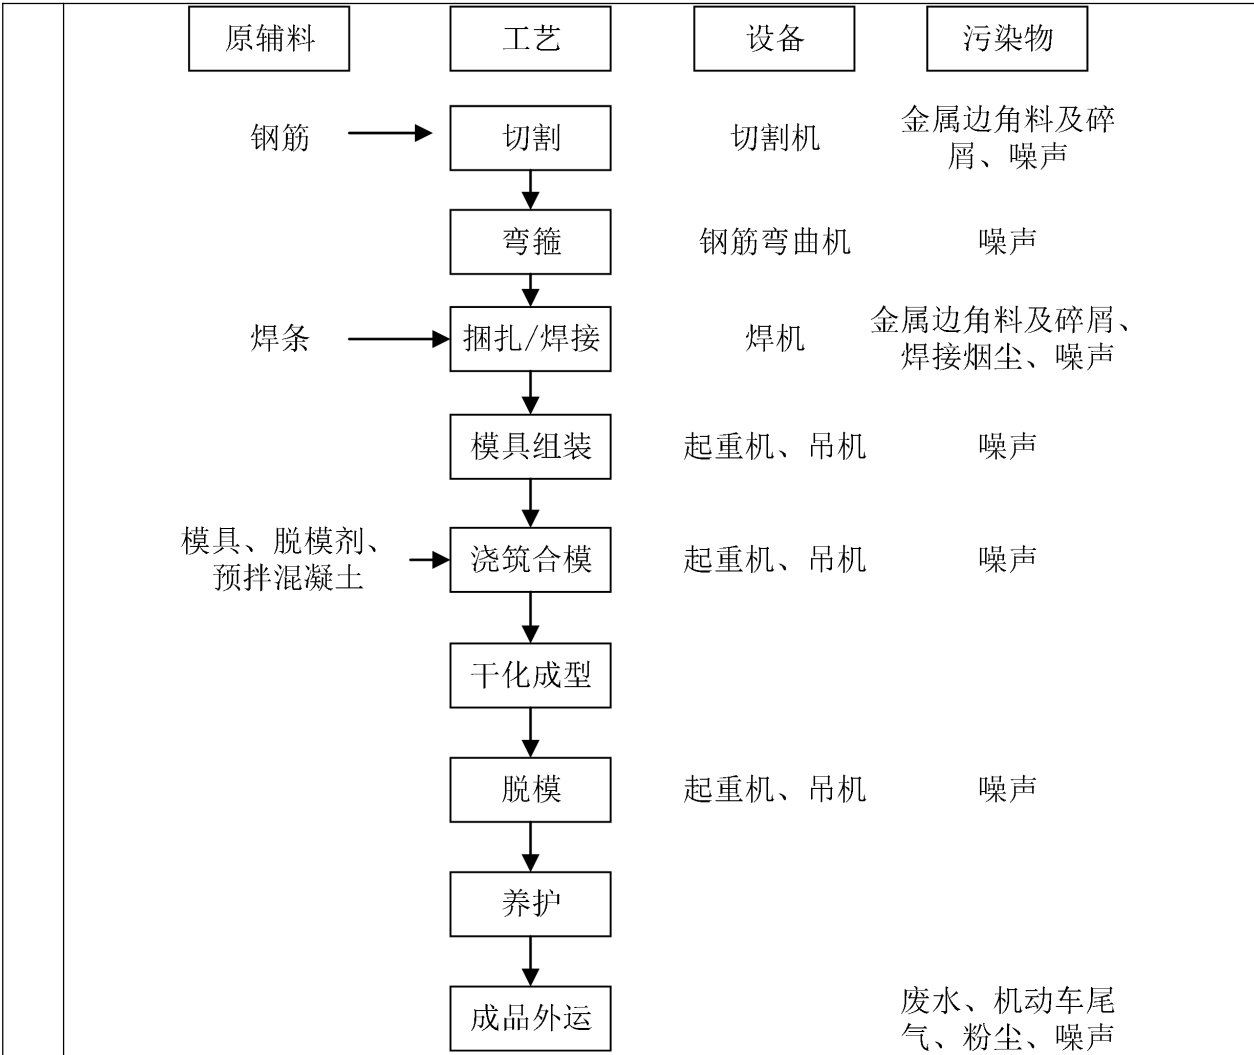 原辅料 工艺 设备 污染物
钢筋 切割 切割机 金属边角料及碎
屑、噪声
弯箍 钢筋弯曲机 噪声
焊条 捆扎/焊接 焊机 金属边角料及碎屑、
焊接烟尘、噪声
模具组装 起重机、吊机 噪声
模具、脱模剂、
预拌混凝土 浇筑合模 起重机、吊机 噪声
干化成型
脱模 起重机、吊机 噪声
养护
成品外运 废水、机动车尾
气、粉尘、噪声